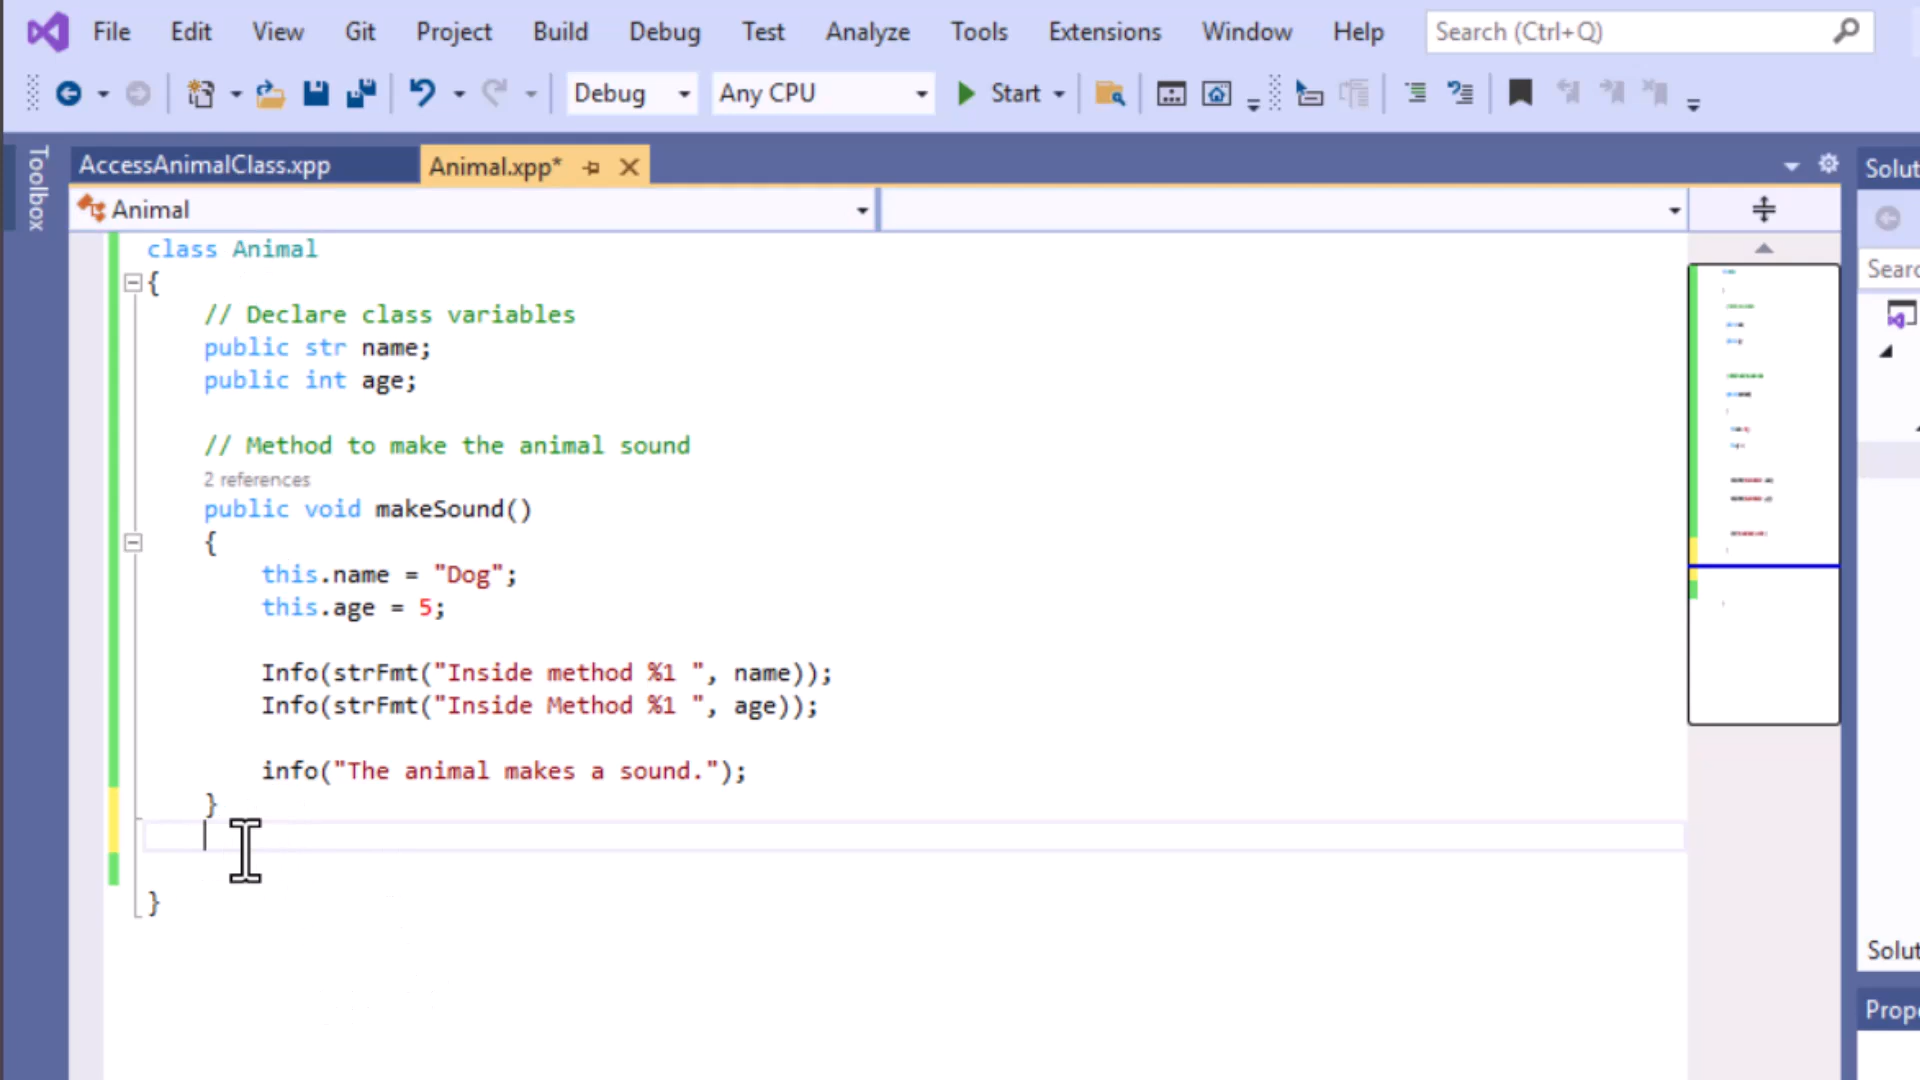 File Edit View Git Project Build Debug Test Analyze Tools Extensions Window Help Search (Ctrl+Q)
Debug Any CPU Start
Toolbox
AccessAnimalClass.xpp Animal.xpp*
Solut
Animal
Searc
class Animal
{
// Declare class variables
public str name;
public int age;
// Method to make the animal sound
2 references
public void makeSound()
{
this.name = "Dog";
this.age = 5;
Info(strFmt("Inside method %1 ", name));
Info(strFmt("Inside Method %1 ", age));
info("The animal makes a sound.");
}
}
Solut
Prope